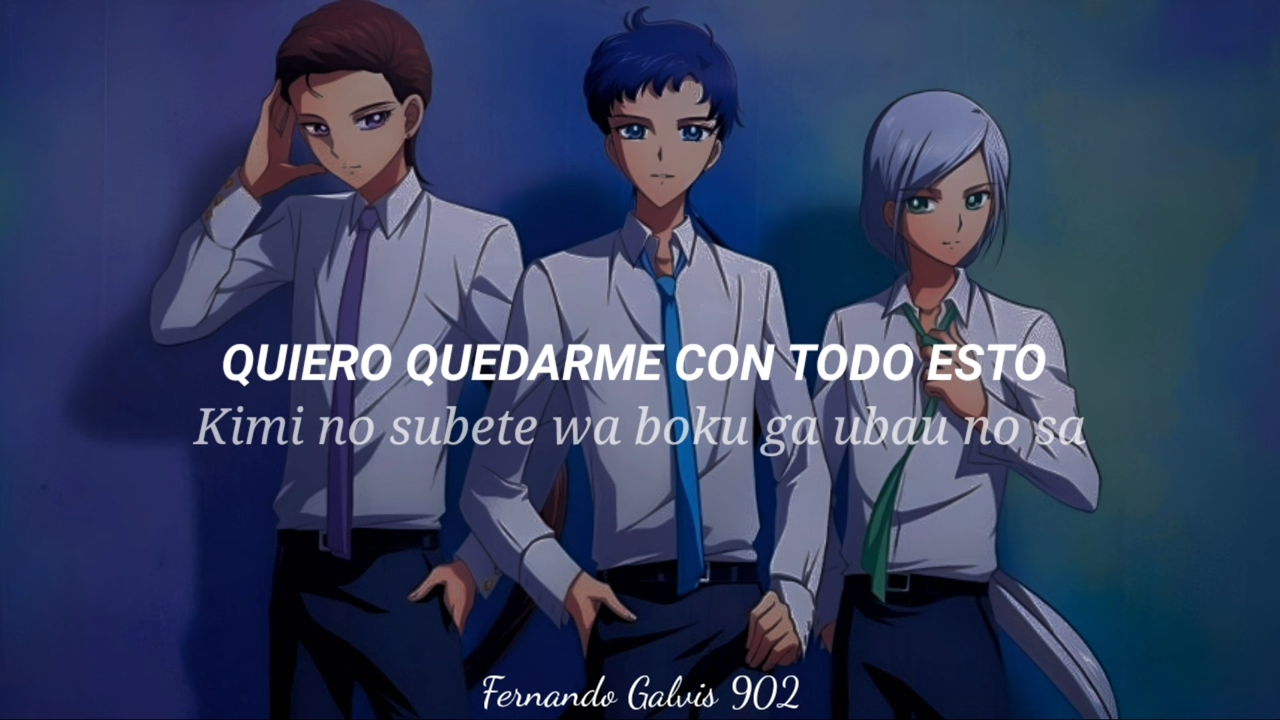 QUIERO QUEDARME CON TODO ESTO
Kimi no subete wa boku ga ubau no sa
Fernando Galvis 902